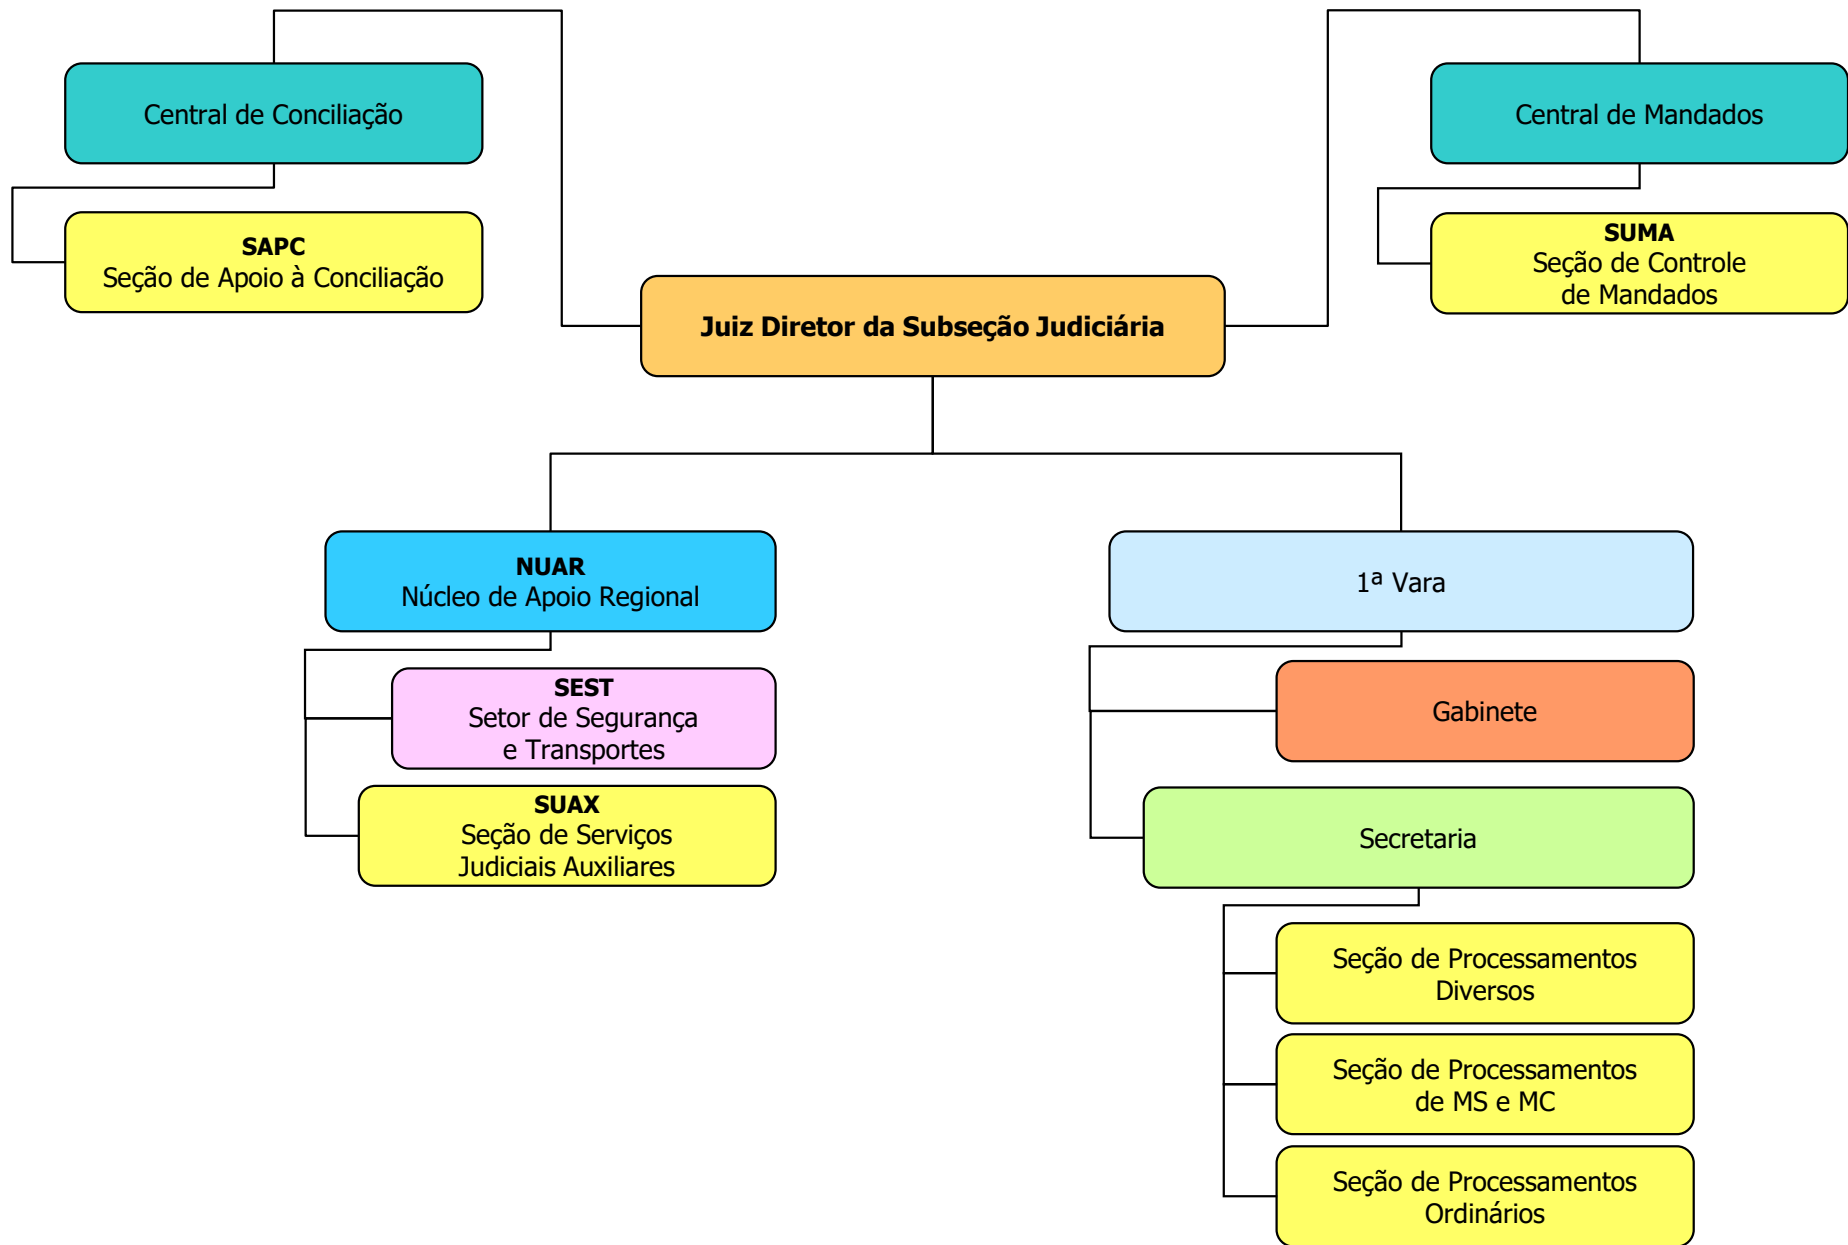 Central de Conciliação
Central de Mandados
SAPC
Seção de Apoio à Conciliação
SUMA
Seção de Controle
de Mandados
Juiz Diretor da Subseção Judiciária
NUAR
Núcleo de Apoio Regional
SEST
Setor de Segurança
e Transportes
SUAX
Seção de Serviços
Judiciais Auxiliares
1ª Vara
Gabinete
Secretaria
Seção de Processamentos
Diversos
Seção de Processamentos
de MS e MC
Seção de Processamentos
Ordinários